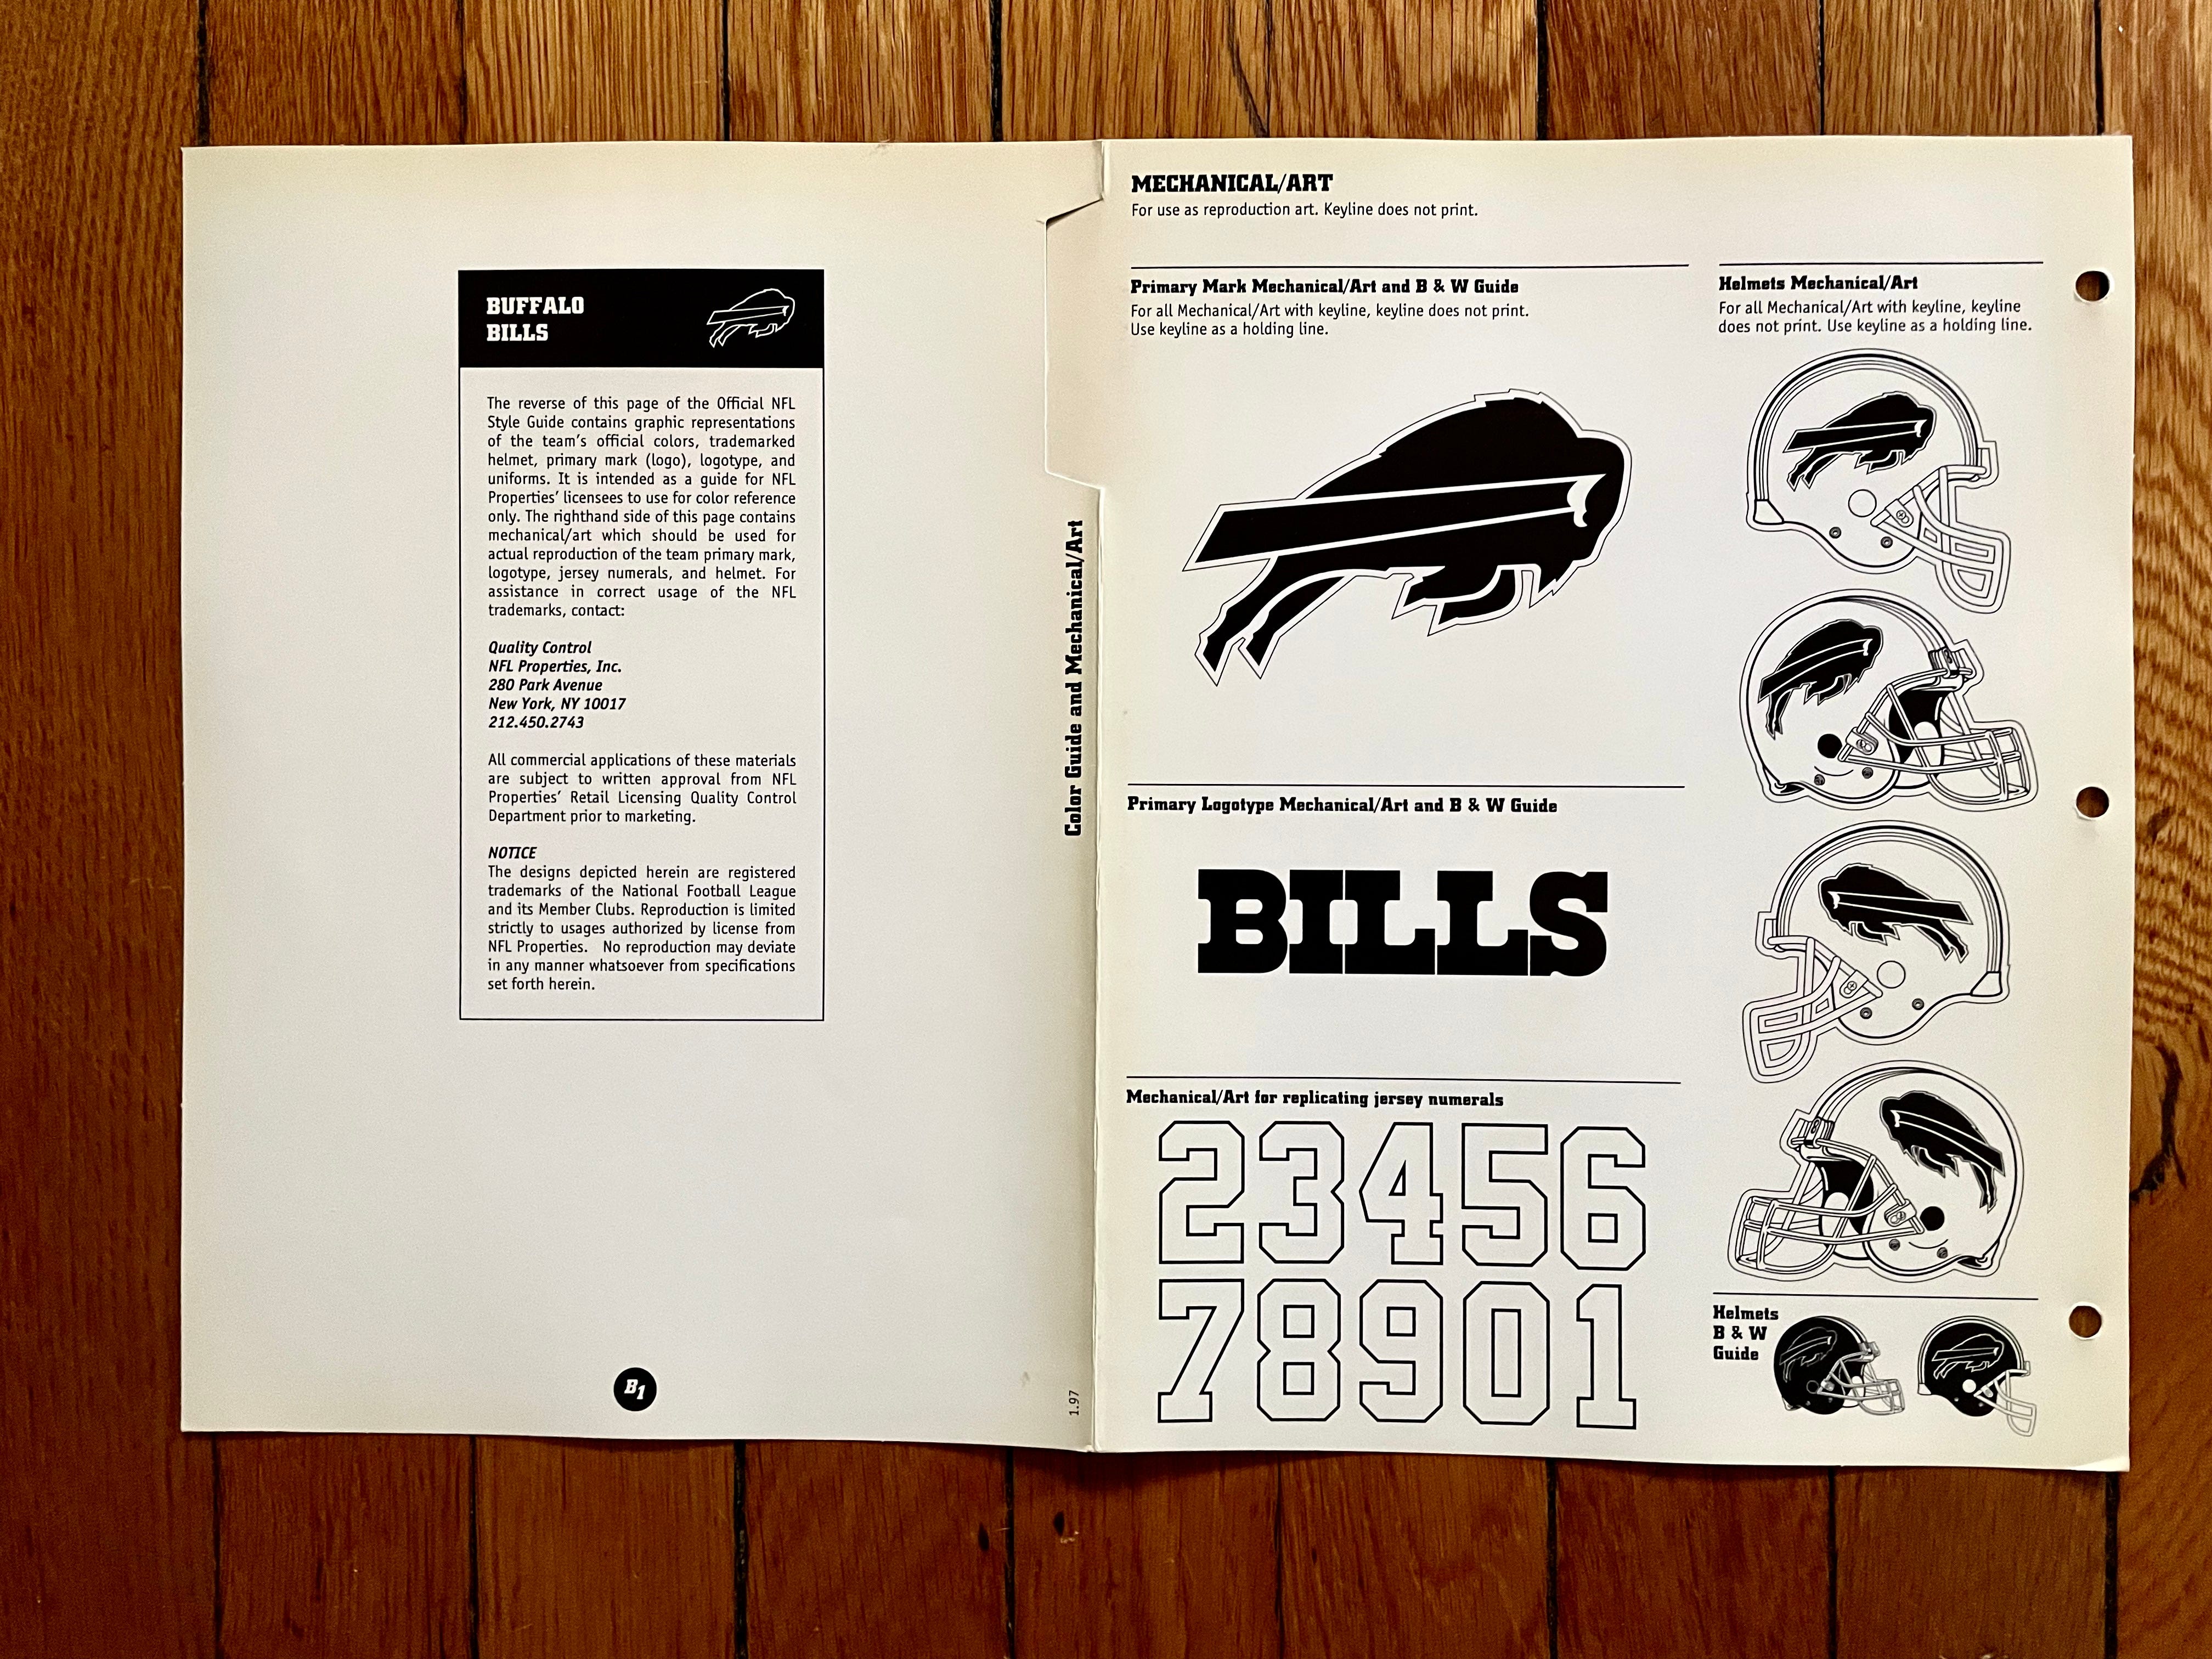 BUFFALO
BILLS
The reverse of this page of the Official NFL
Style Guide contains graphic representations
of the team's official colors, trademarked
helmet, primary mark (logo), logotype, and
uniforms. It is intended as a guide for NFL
Properties' licensees to use for color reference
only. The righthand side of this page contains
mechanical/art which should be used for
actual reproduction of the team primary mark,
logotype, jersey numerals, and helmet. For
assistance in correct usage of the NFL
trademarks, contact:
Quality Control
NFL Properties, Inc.
280 Park Avenue
New York, NY 10017
212.450.2743
All commercial applications of these materials
are subject to written approval from NFL
Properties' Retail Licensing Quality Control
Department prior to marketing.
NOTICE
The designs depicted herein are registered
trademarks of the National Football League
and its Member Clubs. Reproduction is limited
strictly to usages authorized by license from
NFL Properties. No reproduction may deviate
in any manner whatsoever from specifications
set forth herein.
B1
Color Guide and Mechanical/Art
1.97
MECHANICAL/ART
For use as reproduction art. Keyline does not print.
Primary Mark Mechanical/Art and B & W Guide
For all Mechanical/Art with keyline, keyline does not print.
Use keyline as a holding line.
Primary Logotype Mechanical/Art and B & W Guide
BILLS
Mechanical/Art for replicating jersey numerals
23456
78901
Helmets Mechanical/Art
For all Mechanical/Art with keyline, keyline
does not print. Use keyline as a holding line.
Helmets
B & W
Guide